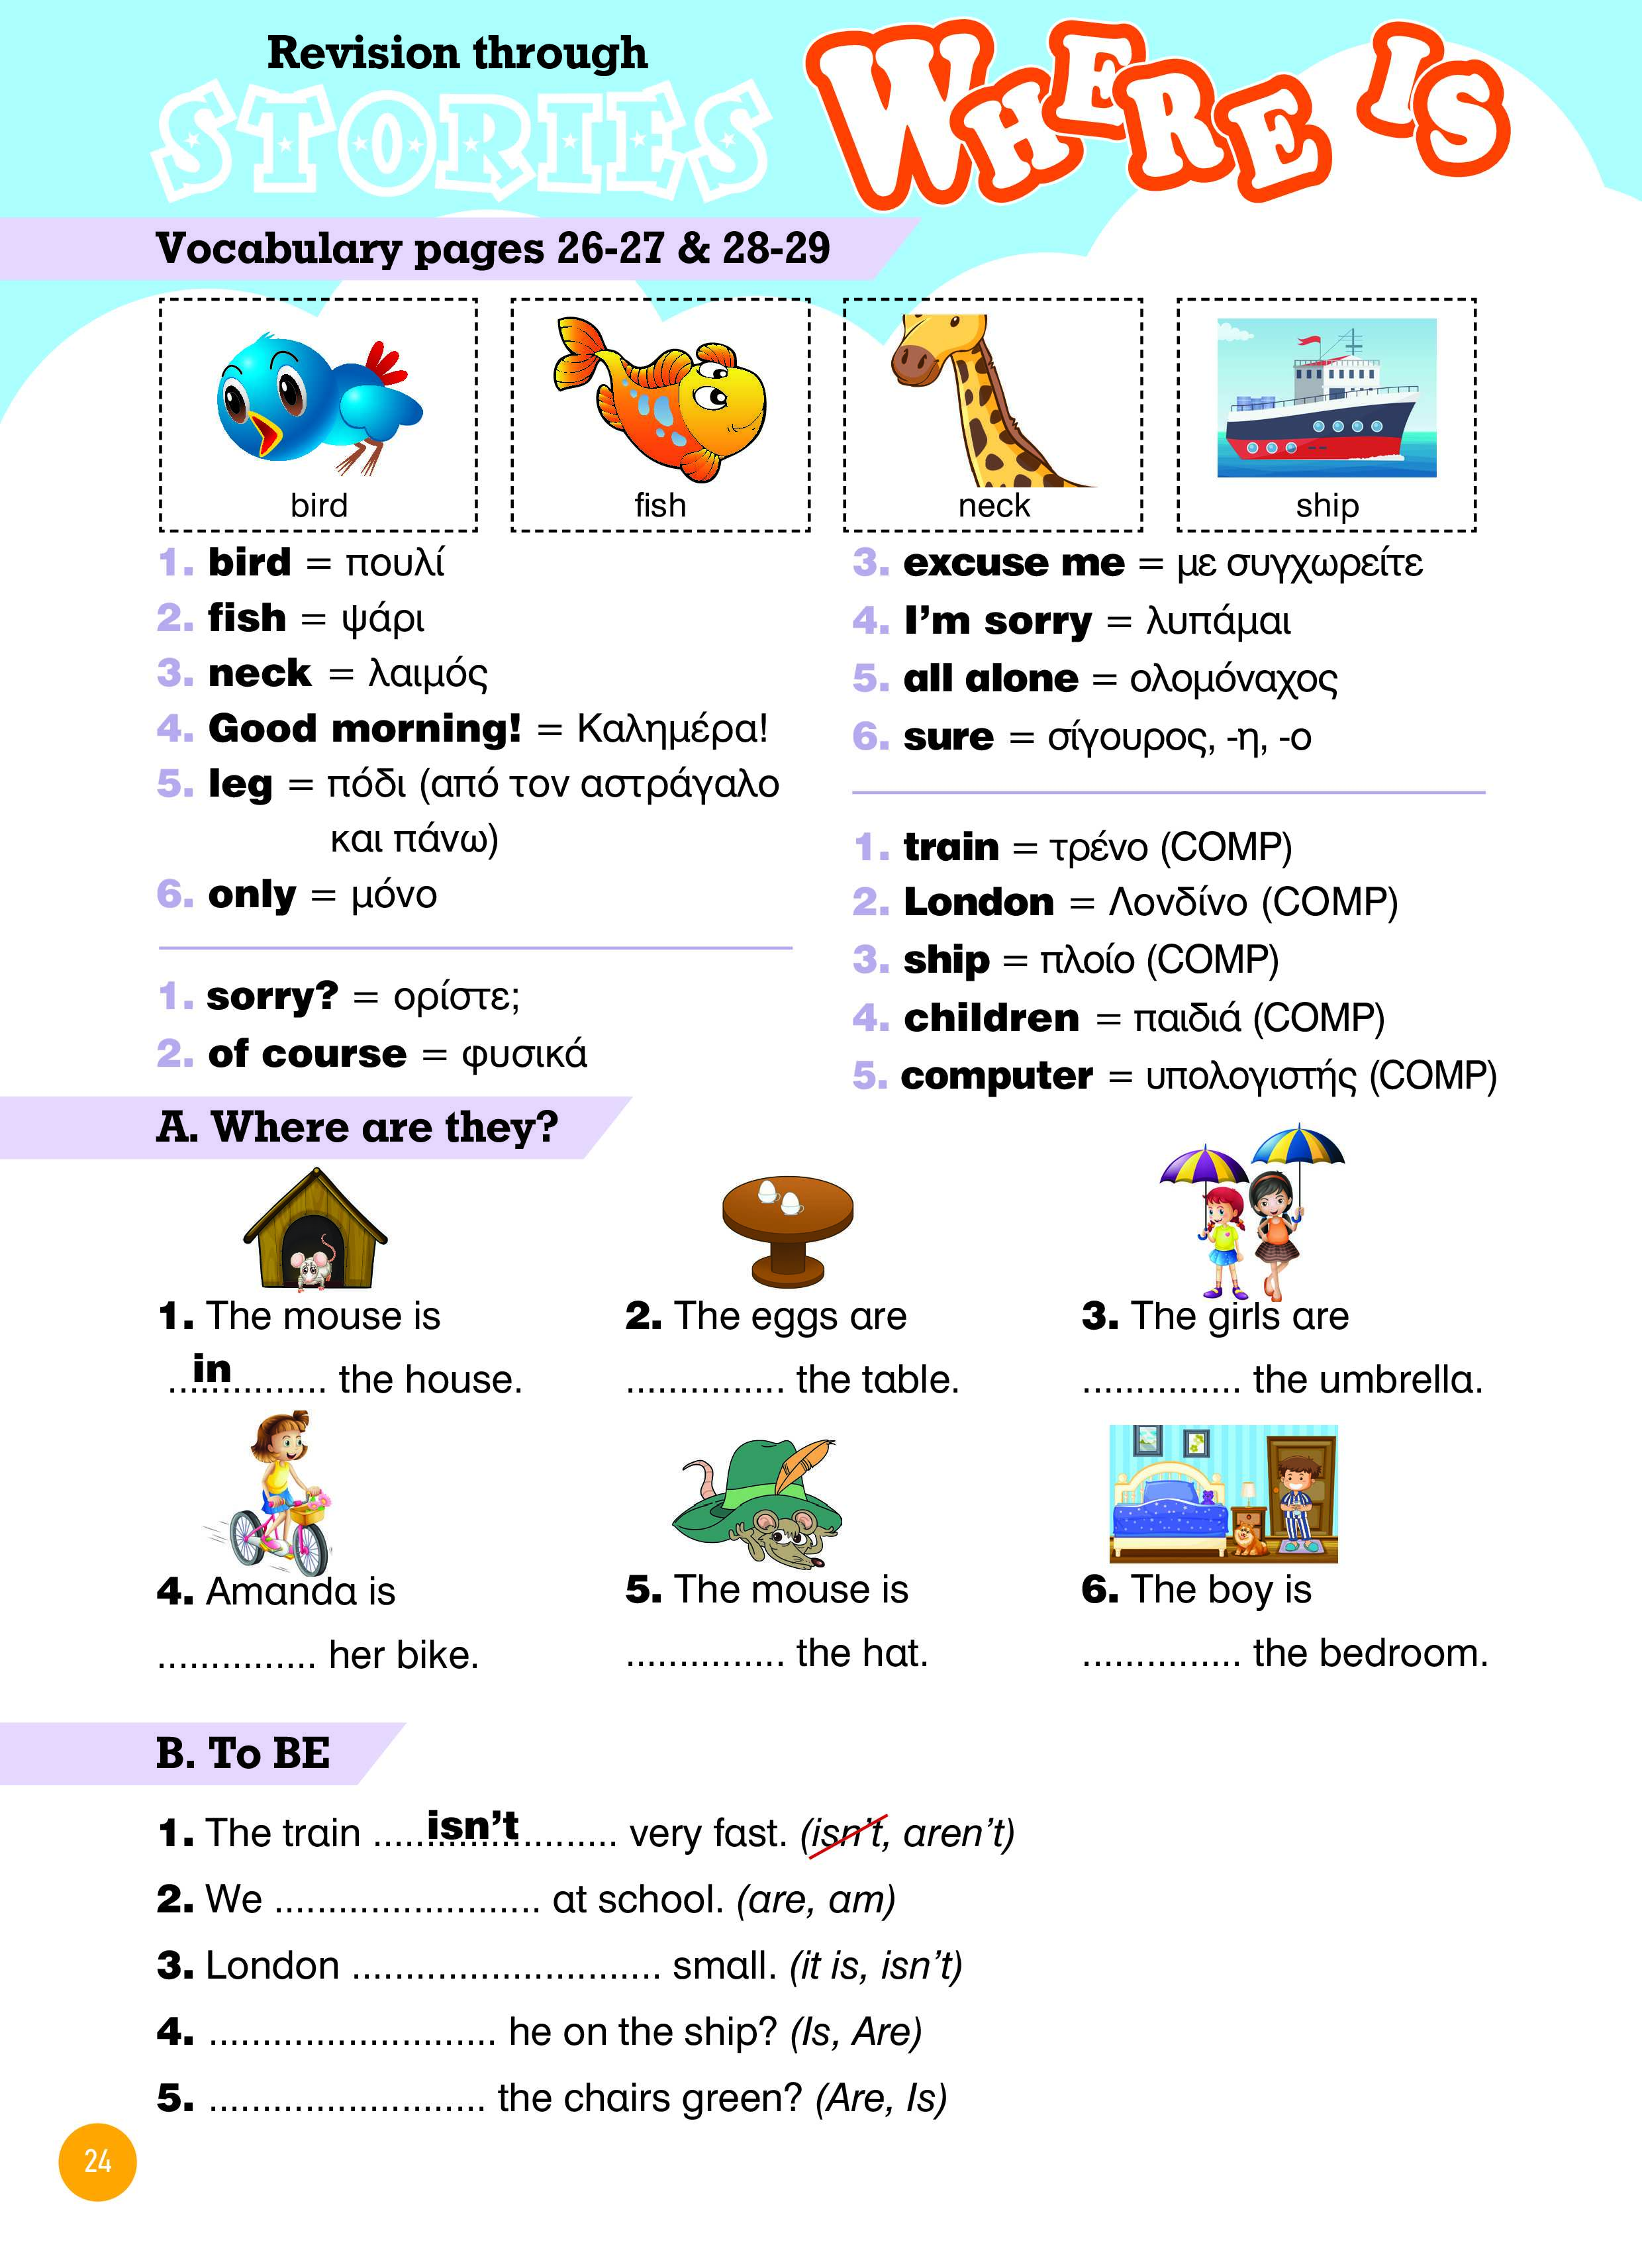 Revision through
STORIES
WHERE IS
Vocabulary pages 26-27 & 28-29
bird
fish
neck
ship
1. bird = πουλί
2. fish = ψάρι
3. neck = λαιμός
4. Good morning! = Καλημέρα!
5. leg = πόδι (από τον αστράγαλο
και πάνω)
6. only = μόνο
1. sorry? = ορίστε;
2. of course = φυσικά
3. excuse me = με συγχωρείτε
4. I'm sorry = λυπάμαι
5. all alone = ολομόναχος
6. sure = σίγουρος, -η, -ο
1. train = τρένο (COMP)
2. London = Λονδίνο (COMP)
3. ship = πλοίο (COMP)
4. children = παιδιά (COMP)
5. computer = υπολογιστής (COMP)
A. Where are they?
1. The mouse is
...in............ the house.
2. The eggs are
............... the table.
3. The girls are
............... the umbrella.
4. Amanda is
............... her bike.
5. The mouse is
............... the hat.
6. The boy is
............... the bedroom.
B. To BE
1. The train .....isn't......... very fast. (isn't, aren't)
2. We ......................... at school. (are, am)
3. London ............................. small. (it is, isn't)
4. ........................... he on the ship? (Is, Are)
5. .......................... the chairs green? (Are, Is)
24